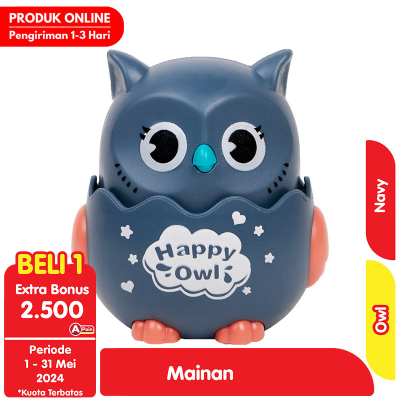 PRODUK ONLINE
Pengiriman 1-3 Hari
Happy
Owl
Navy
Owl
BELI 1
Extra Bonus
2.500
A Poin
Periode
1 - 31 Mei
2024
*Kuota Terbatas
Mainan